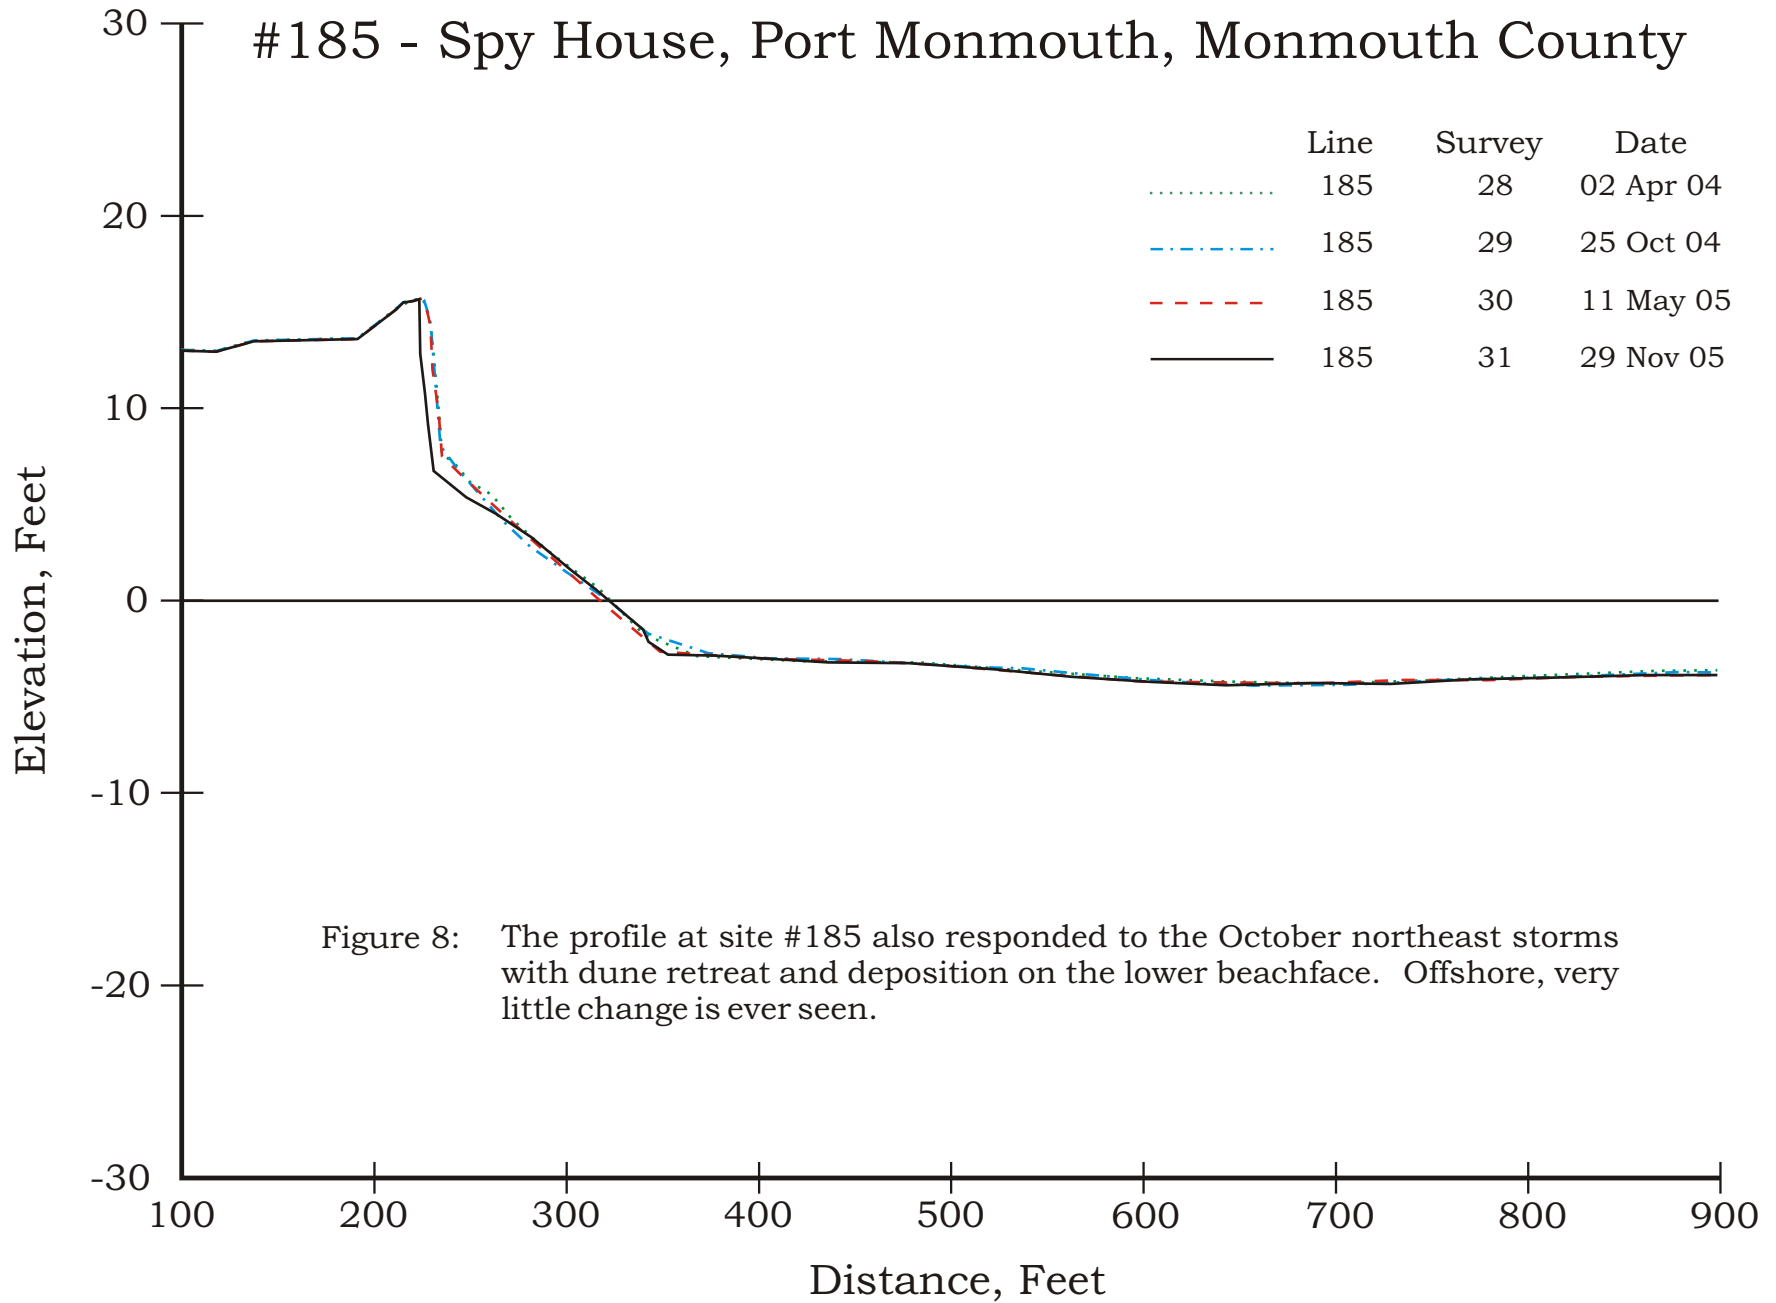 #185 - Spy House, Port Monmouth, Monmouth County
Line Survey Date
185 28 02 Apr 04
185 29 25 Oct 04
185 30 11 May 05
185 31 29 Nov 05
30
20
10
0
-10
-20
-30
Elevation, Feet
Figure 8: The profile at site #185 also responded to the October northeast storms
with dune retreat and deposition on the lower beachface. Offshore, very
little change is ever seen.
100 200 300 400 500 600 700 800 900
Distance, Feet